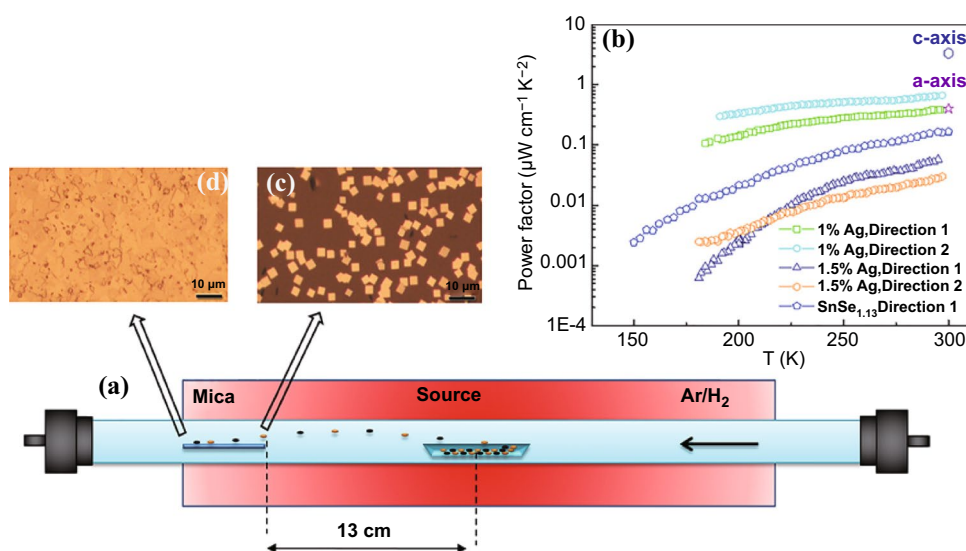 (b)
c-axis
a-axis
10
1
0.1
0.01
0.001
1E-4
Power factor (µW cm⁻¹ K⁻²)
1% Ag,Direction 1
1% Ag,Direction 2
1.5% Ag,Direction 1
1.5% Ag,Direction 2
SnSe₁.₁₃Direction 1
150 200 250 300
T (K)
(d)
10 µm
(c)
10 µm
(a)
Mica Source Ar/H₂
13 cm